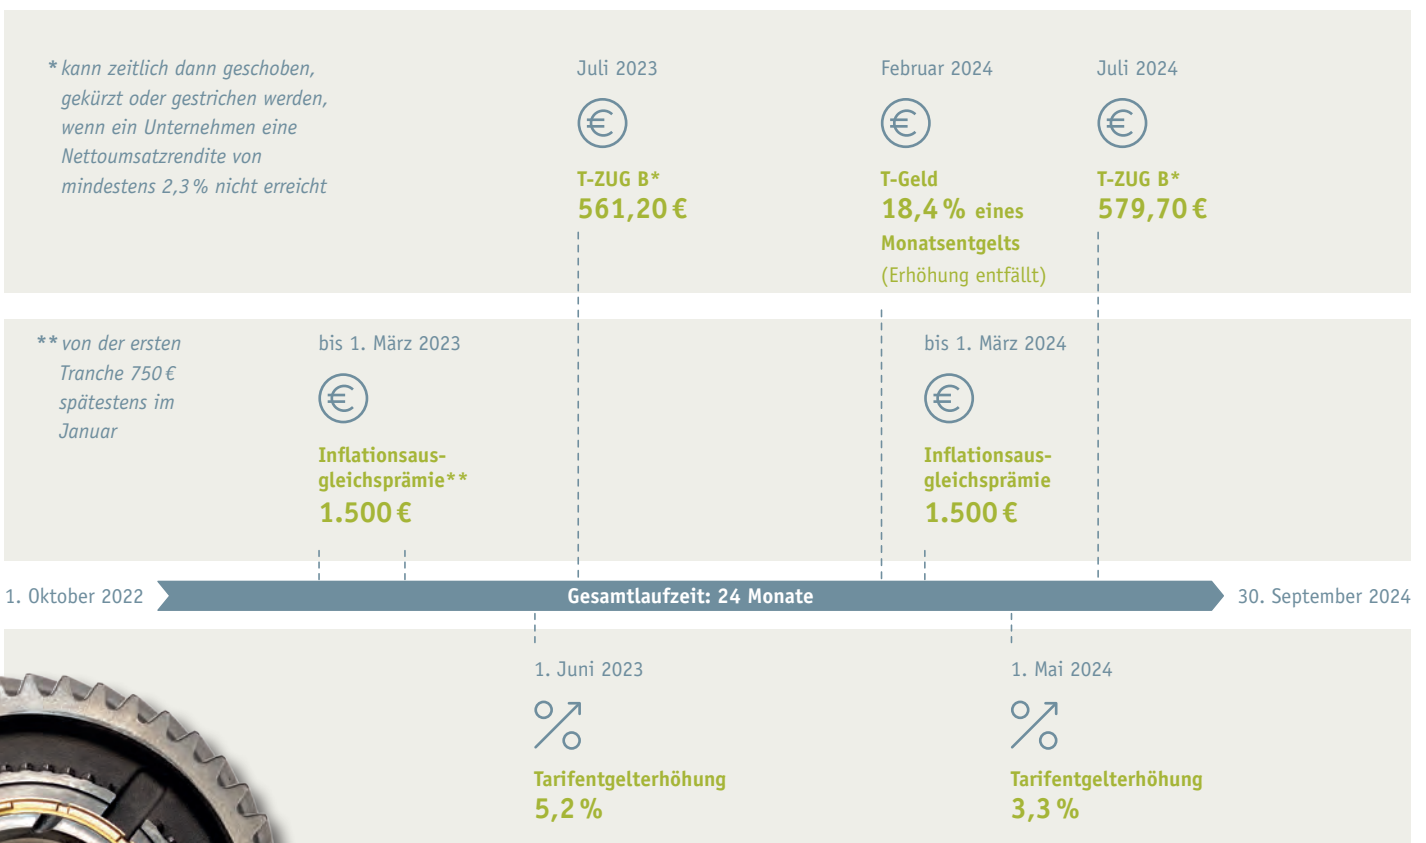 * kann zeitlich dann geschoben,
gekürzt oder gestrichen werden,
wenn ein Unternehmen eine
Nettoumsatzrendite von
mindestens 2,3 % nicht erreicht
Juli 2023
T-ZUG B*
561,20 €
Februar 2024
T-Geld
18,4 % eines
Monatsentgelts
(Erhöhung entfällt)
Juli 2024
T-ZUG B*
579,70 €
** von der ersten
Tranche 750 €
spätestens im
Januar
bis 1. März 2023
Inflationsaus-
gleichsprämie**
1.500 €
bis 1. März 2024
Inflationsaus-
gleichsprämie
1.500 €
1. Oktober 2022
Gesamtlaufzeit: 24 Monate
30. September 2024
1. Juni 2023
Tarifentgelterhöhung
5,2 %
1. Mai 2024
Tarifentgelterhöhung
3,3 %